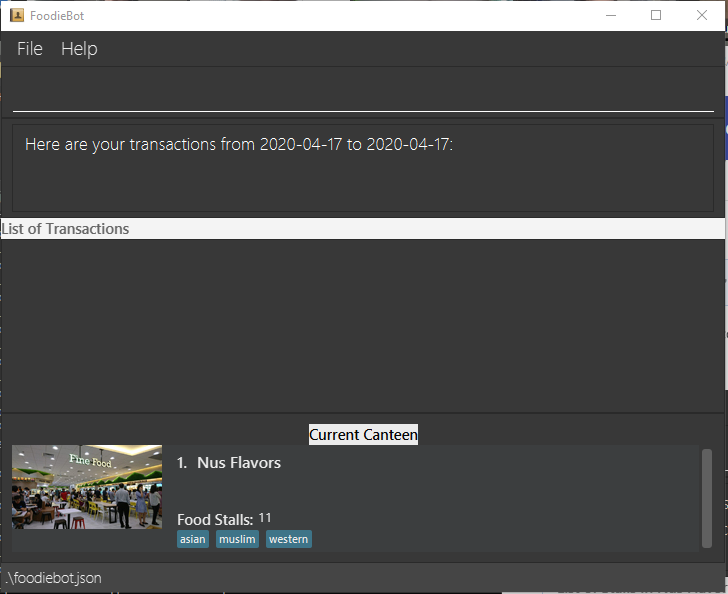 FoodieBot
File Help
Here are your transactions from 2020-04-17 to 2020-04-17:
List of Transactions
Current Canteen
Fine Food
1. Nus Flavors
Food Stalls: 11
asian muslim western
.\foodiebot.json